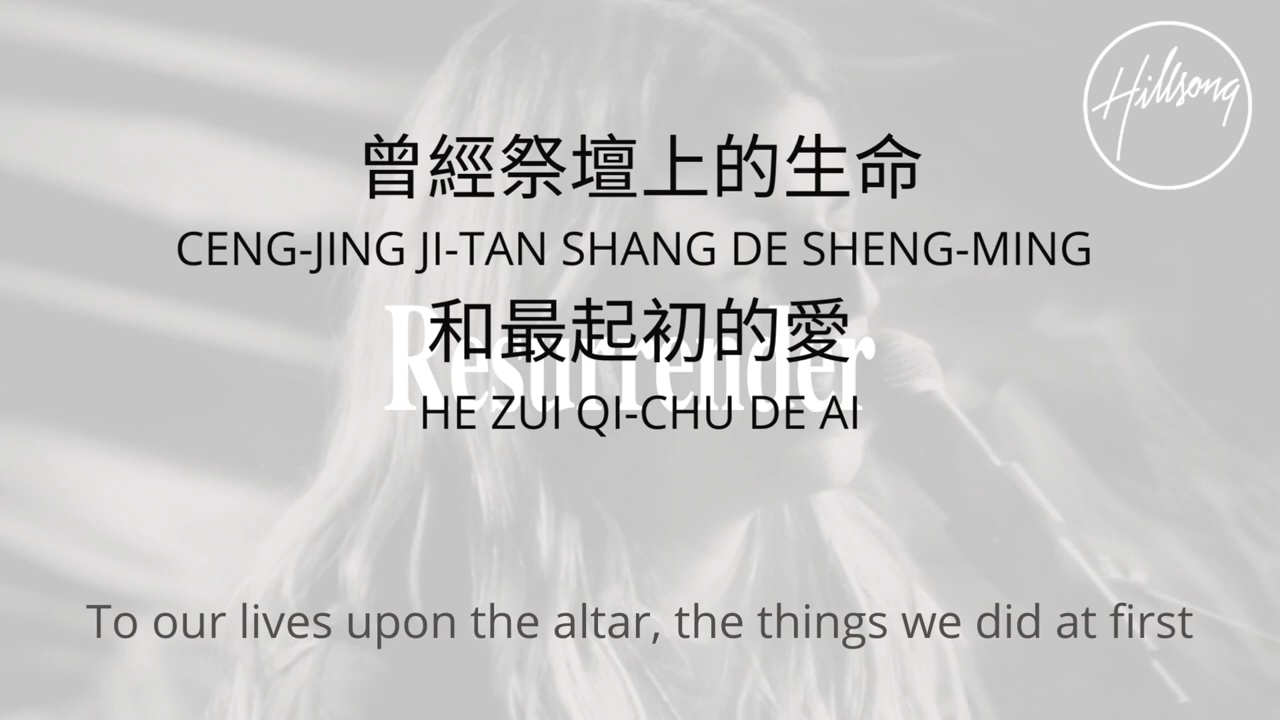 Hillsong
曾經祭壇上的生命
CENG-JING JI-TAN SHANG DE SHENG-MING
和最起初的愛
Resurrender
HE ZUI QI-CHU DE AI
To our lives upon the altar, the things we did at first